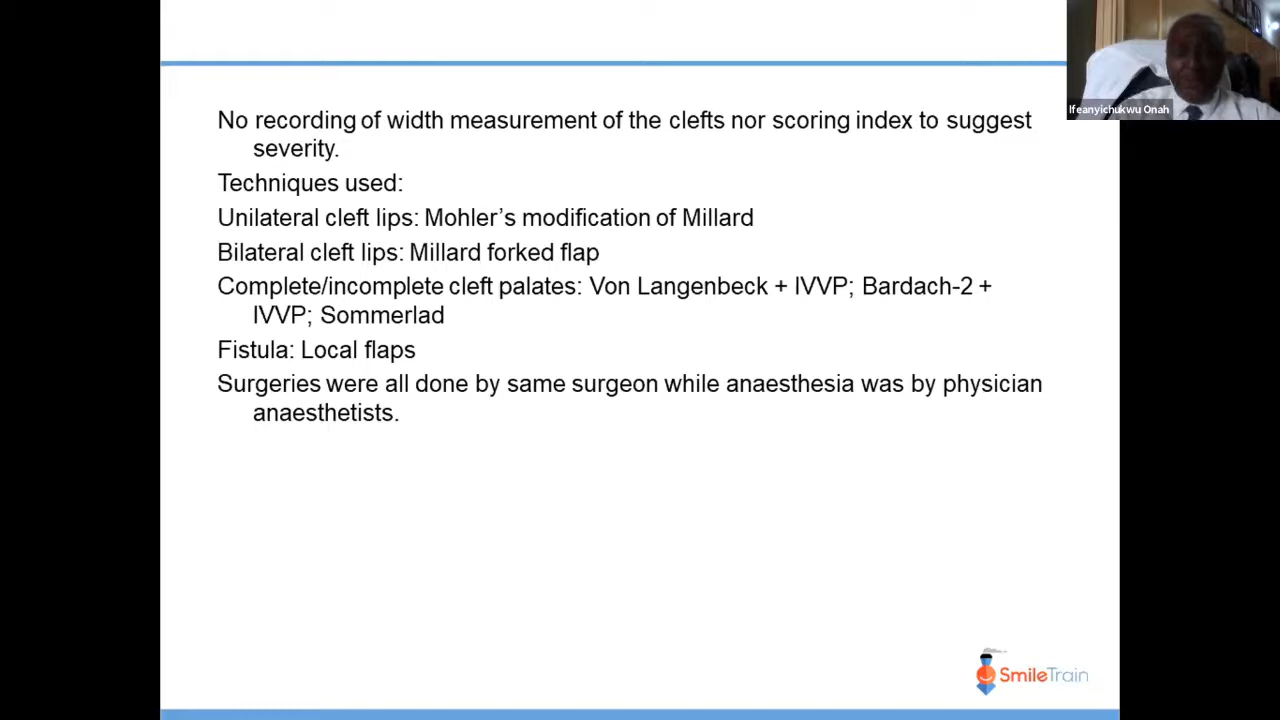 Ifeanyichukwu Onah
No recording of width measurement of the clefts nor scoring index to suggest
severity.
Techniques used:
Unilateral cleft lips: Mohler’s modification of Millard
Bilateral cleft lips: Millard forked flap
Complete/incomplete cleft palates: Von Langenbeck + IVVP; Bardach-2 +
IVVP; Sommerlad
Fistula: Local flaps
Surgeries were all done by same surgeon while anaesthesia was by physician
anaesthetists.
SmileTrain